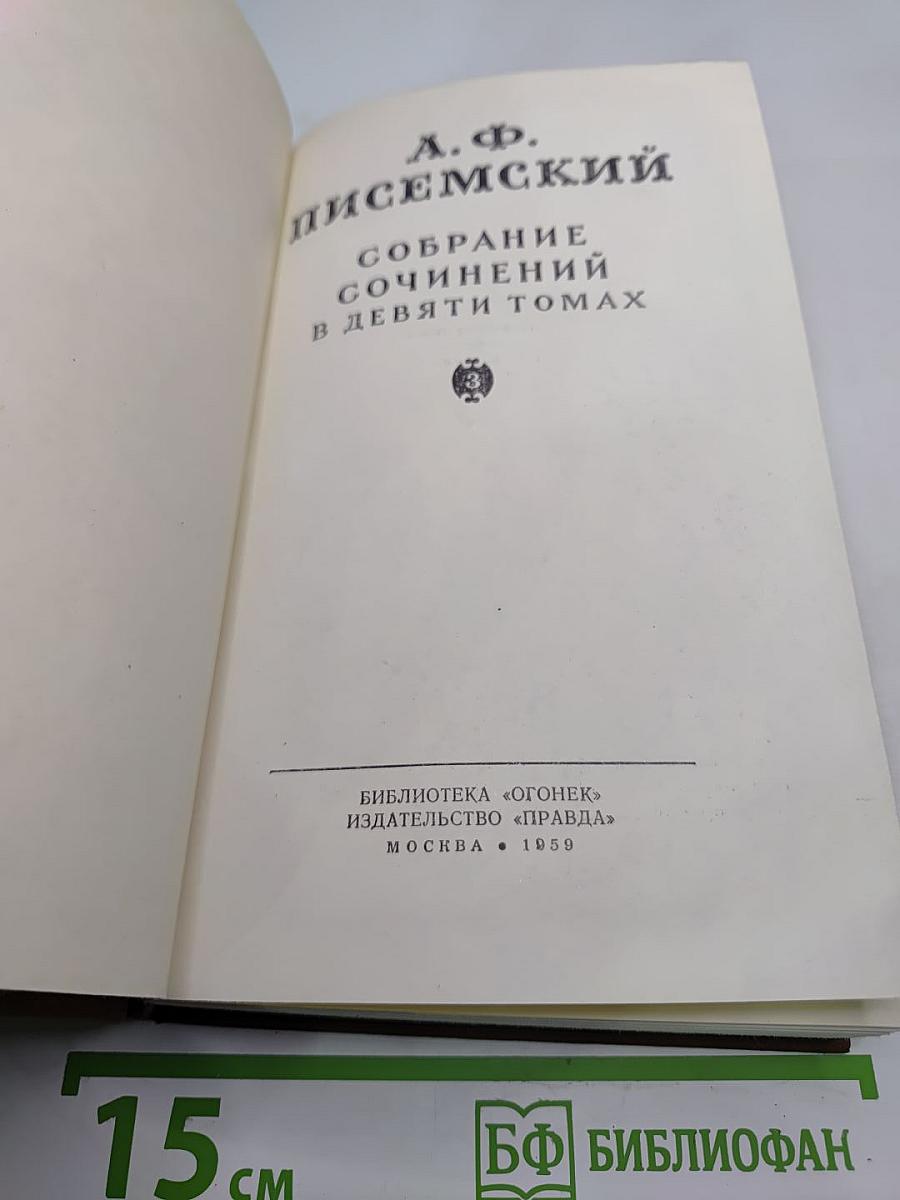 А. Ф.
ПИСЕМСКИЙ
СОБРАНИЕ
СОЧИНЕНИЙ
В ДЕВЯТИ ТОМАХ
3
БИБЛИОТЕКА «ОГОНЕК»
ИЗДАТЕЛЬСТВО «ПРАВДА»
МОСКВА • 1959
15 см
БФ БИБЛИОФАН